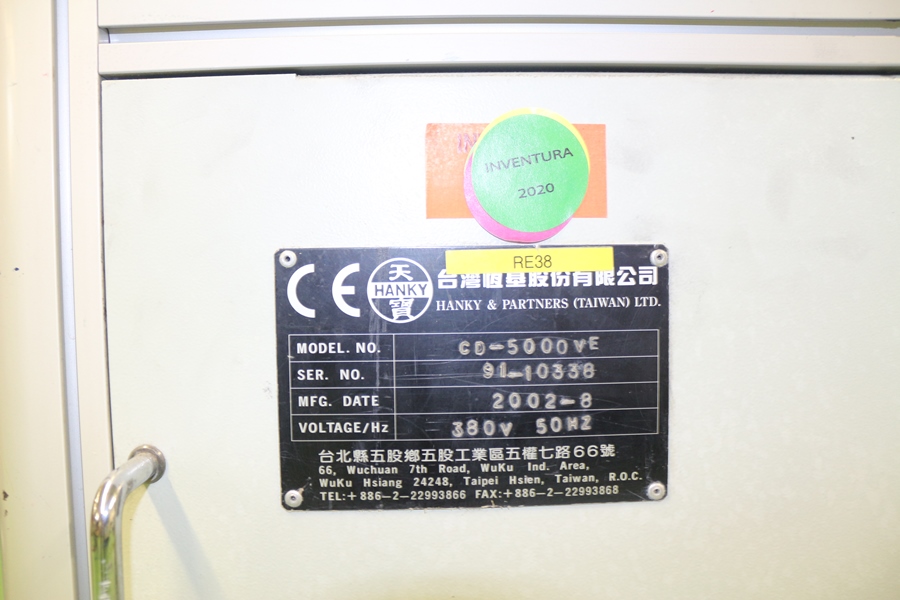 INVENTURA
2020
RE38
CE
天
HANKY
寶
台灣恆基股份有限公司
HANKY & PARTNERS (TAIWAN) LTD.
MODEL. NO. CD-5000VE
SER. NO. 91-10338
MFG. DATE 2002-8
VOLTAGE/Hz 380V 50HZ
台北縣五股鄉五股工業區五權七路66號
66, Wuchuan 7th Road, WuKu Ind. Area,
WuKu Hsiang 24248, Taipei Hsien, Taiwan, R.O.C.
TEL:+886-2-22993866 FAX:+886-2-22993868